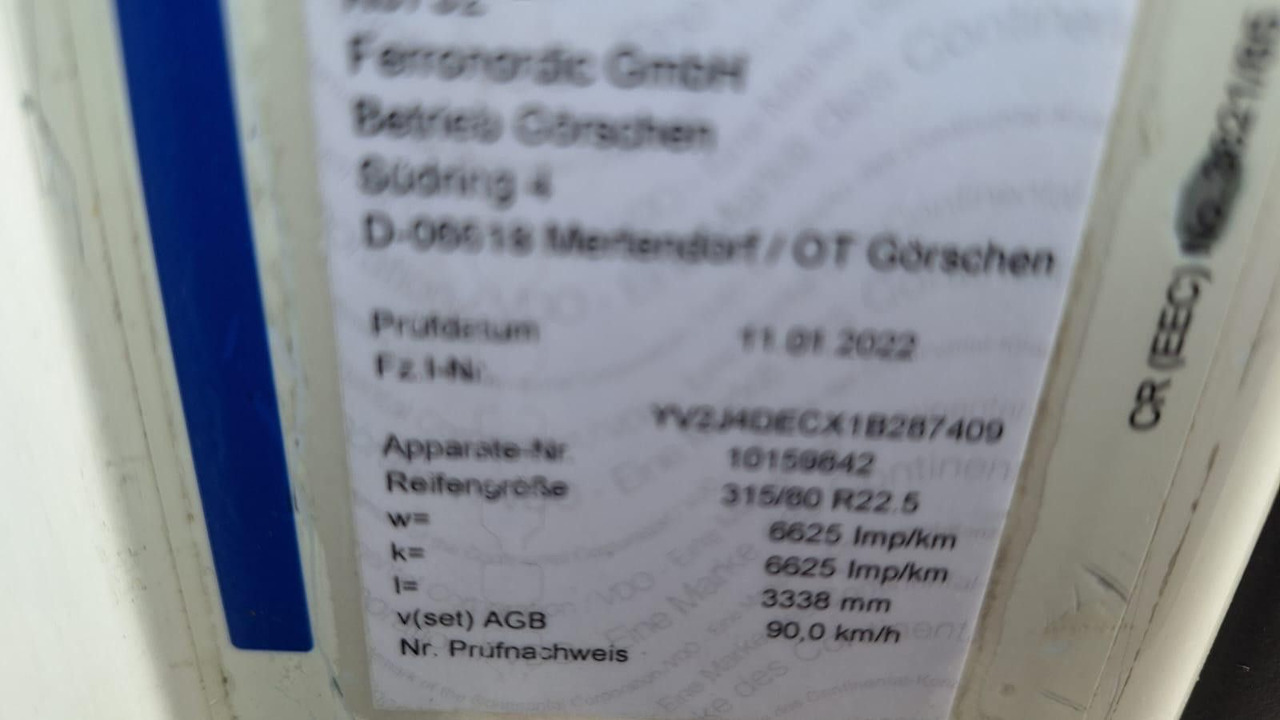 Ferronordic GmbH
Betrieb Görschen
Südring 4
D-06618 Mertendorf / OT Görschen
Prüfdatum 11.01.2022
Fz.I-Nr.
YV2J4DECX1B287409
Apparate-Nr. 10159842
Reifengröße 315/80 R22.5
w= 6625 Imp/km
k= 6625 Imp/km
l= 3338 mm
v(set) AGB 90,0 km/h
Nr. Prüfnachweis
CR (EEC) No.